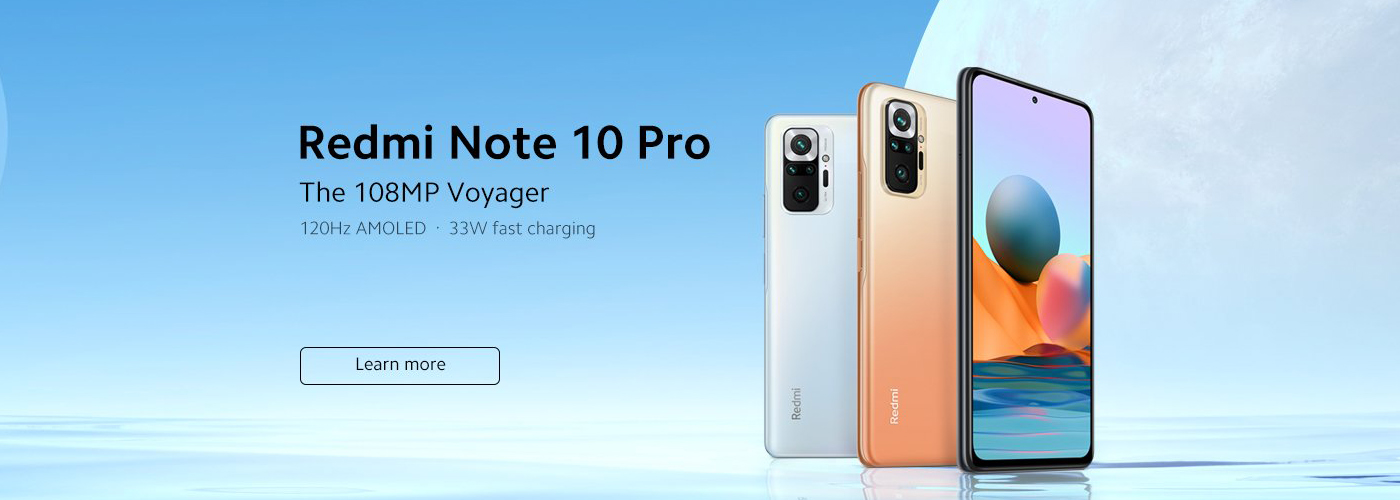 Redmi Note 10 Pro
The 108MP Voyager
120Hz AMOLED · 33W fast charging
Learn more
Redmi
Redmi